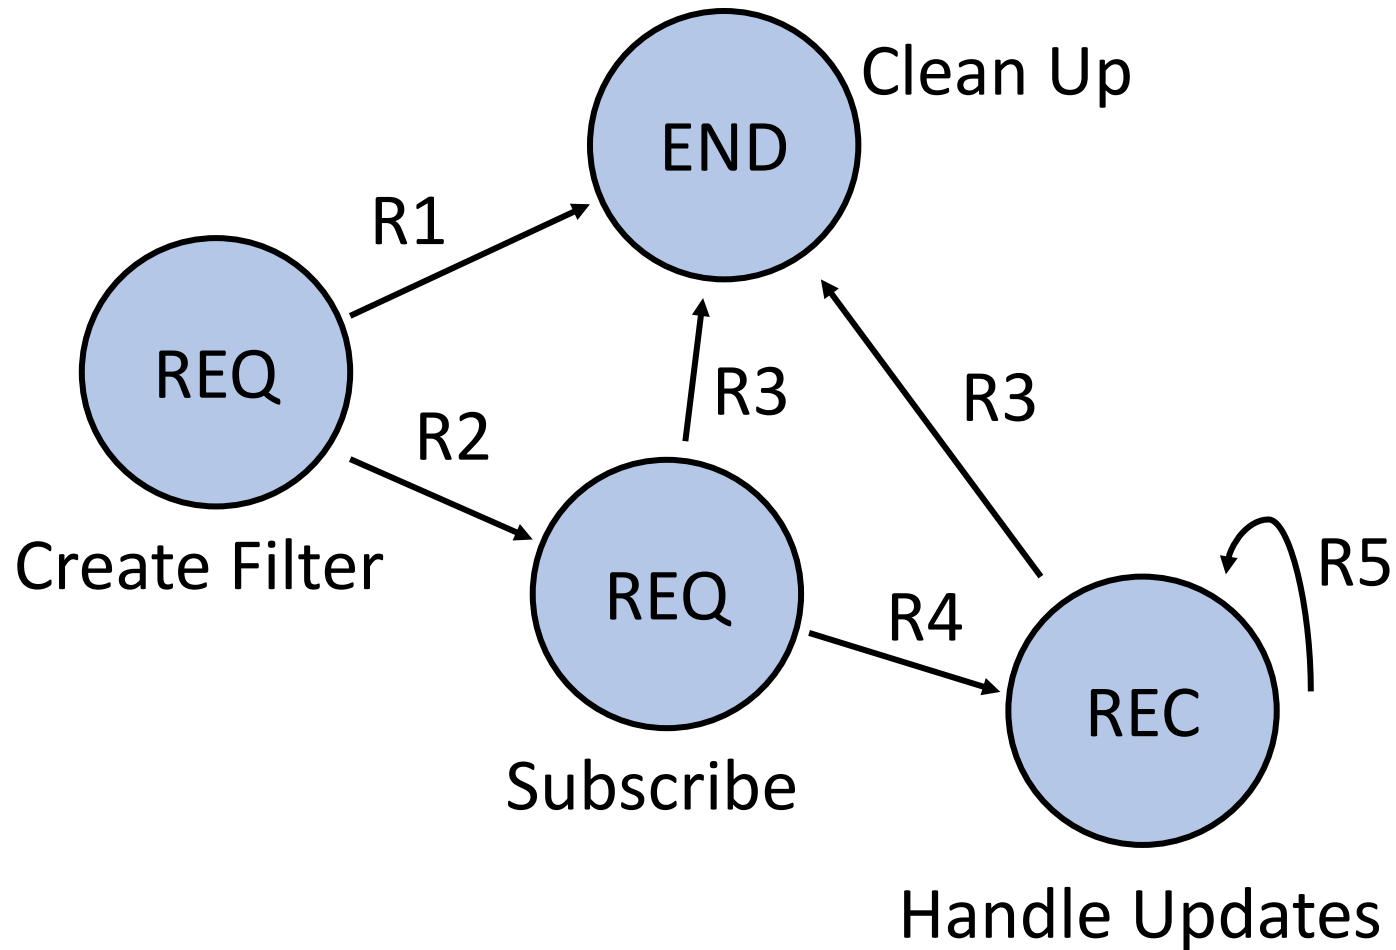 Clean Up
END
R1
REQ
R3
R3
R2
Create Filter
R5
REQ
R4
REC
Subscribe
Handle Updates